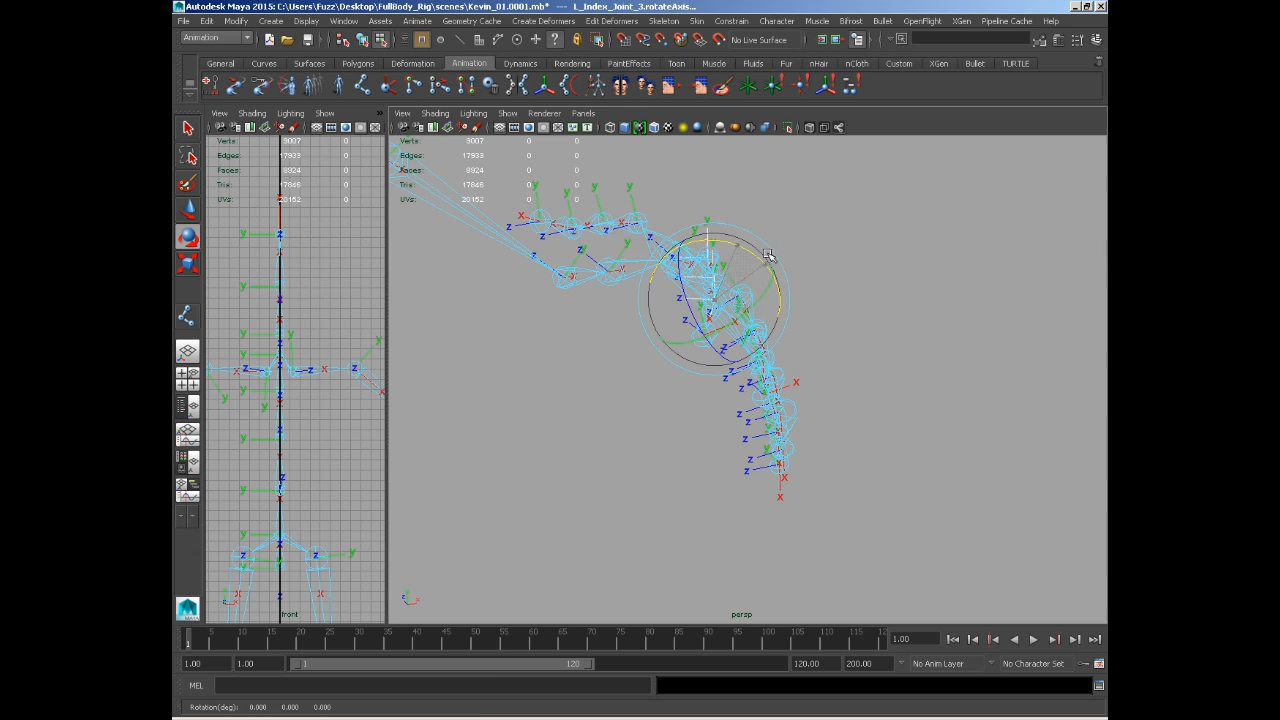 Autodesk Maya 2015: C:\Users\Fuzz\Desktop\FullBody_Rig\scenes\Kevin_01.0001.mb* --- L_Index_Joint_3.rotateAxis...
File Edit Modify Create Display Window Assets Animate Geometry Cache Create Deformers Edit Deformers Skeleton Skin Constrain Character Muscle Bifrost Bullet OpenFlight XGen Pipeline Cache Help
Animation No Live Surface
General Curves Surfaces Polygons Deformation Animation Dynamics Rendering PaintEffects Toon Muscle Fluids Fur nHair nCloth Custom XGen Bullet TURTLE
View Shading Lighting Show » View Shading Lighting Show Renderer Panels
Verts: 9007 0 Verts: 9007 0 0
Edges: 17933 0 Edges: 17933 0 0
Faces: 8924 0 Faces: 8924 0 0
Tris: 17846 0 Tris: 17846 0 0
UVs: 20152 0 UVs: 20152 0 0
front persp
1 5 10 15 20 25 30 35 40 45 50 55 60 65 70 75 80 85 90 95 100 105 110 115 12 1.00
1.00 1.00 1 120 120.00 200.00 No Anim Layer No Character Set
MEL
Rotation(deg): 0.000 0.000 0.000